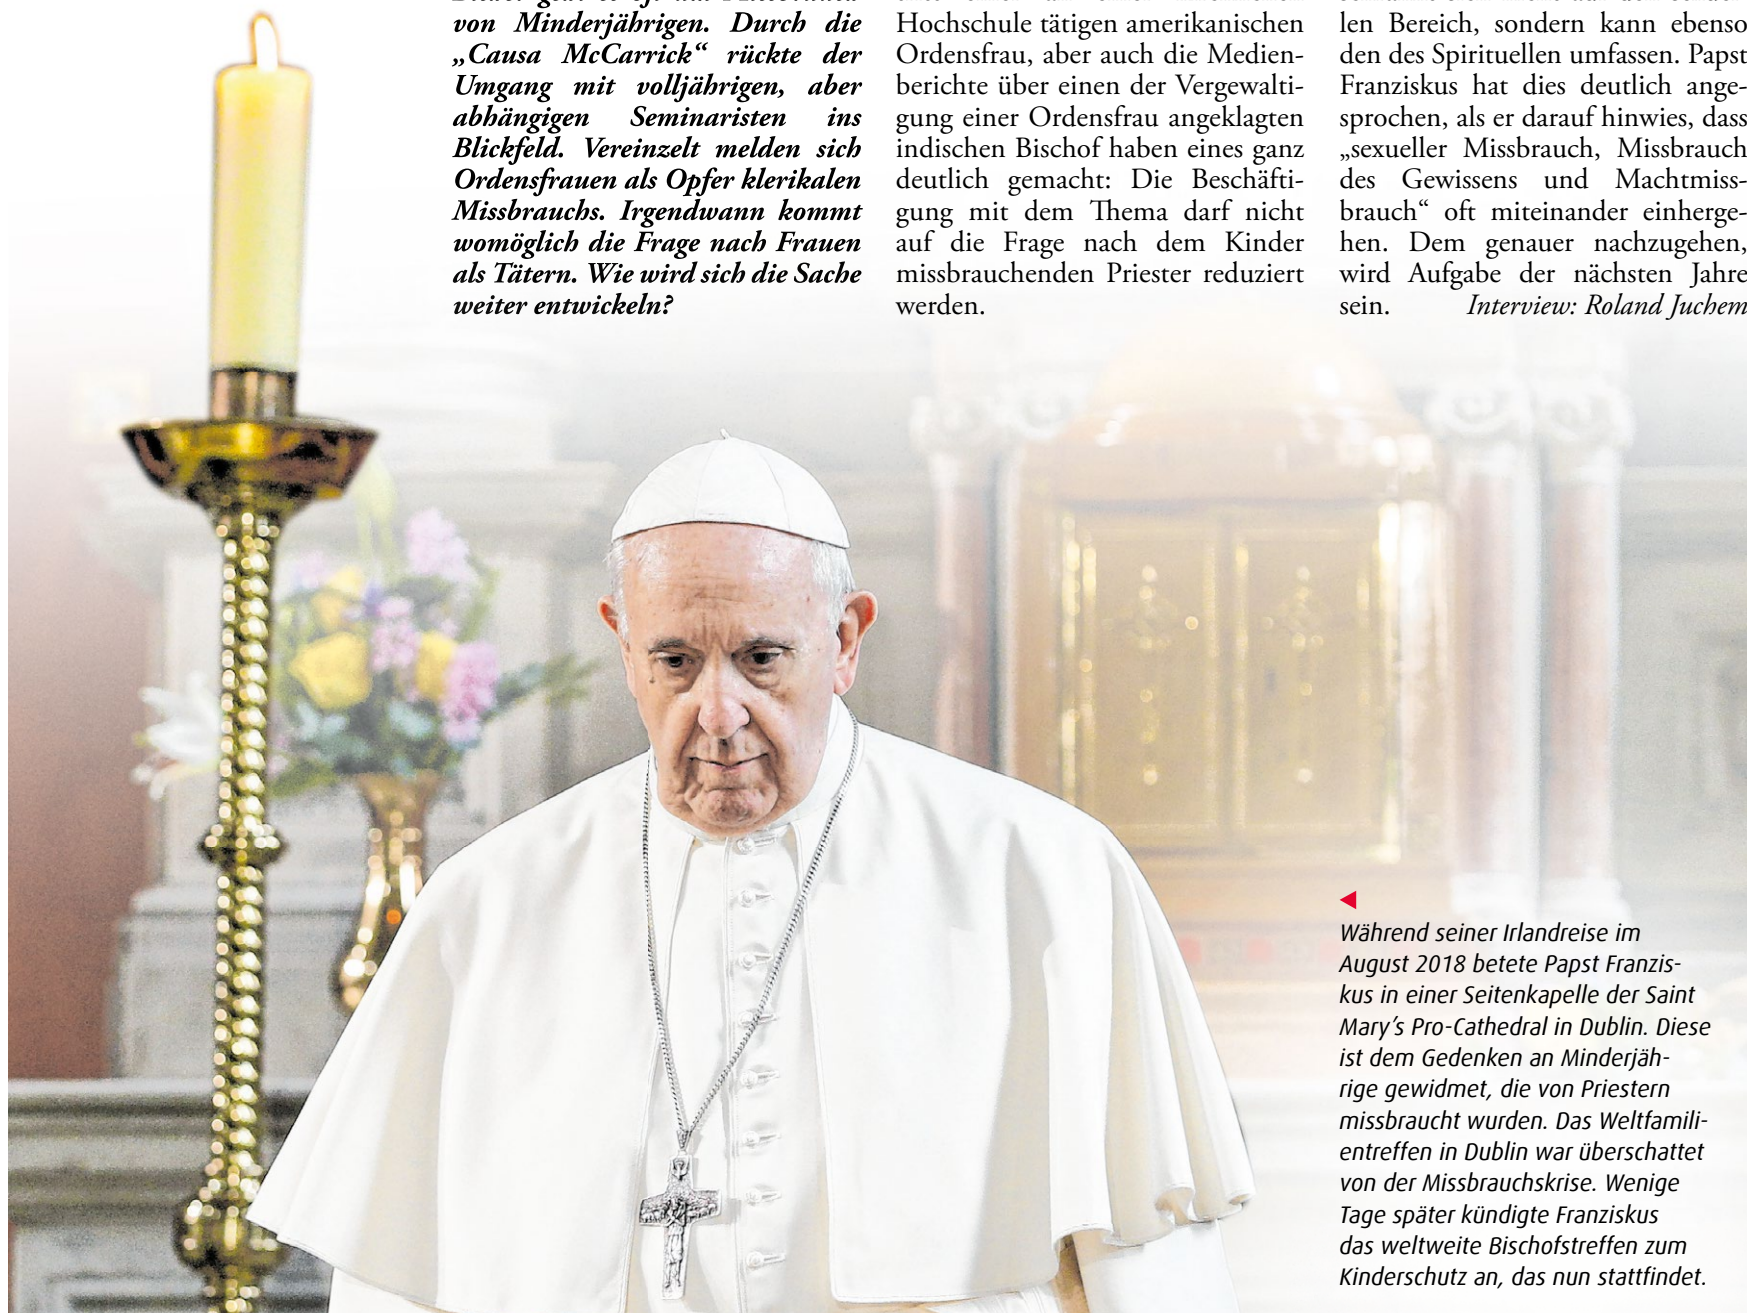 von Minderjährigen. Durch die
„Causa McCarrick“ rückte der
Umgang mit volljährigen, aber
abhängigen Seminaristen ins
Blickfeld. Vereinzelt melden sich
Ordensfrauen als Opfer klerikalen
Missbrauchs. Irgendwann kommt
womöglich die Frage nach Frauen
als Tätern. Wie wird sich die Sache
weiter entwickeln?
Hochschule tätigen amerikanischen
Ordensfrau, aber auch die Medien-
berichte über einen der Vergewalti-
gung einer Ordensfrau angeklagten
indischen Bischof haben eines ganz
deutlich gemacht: Die Beschäfti-
gung mit dem Thema darf nicht
auf die Frage nach dem Kinder
missbrauchenden Priester reduziert
werden.
len Bereich, sondern kann ebenso
den des Spirituellen umfassen. Papst
Franziskus hat dies deutlich ange-
sprochen, als er darauf hinwies, dass
„sexueller Missbrauch, Missbrauch
des Gewissens und Machtmiss-
brauch“ oft miteinander einherge-
hen. Dem genauer nachzugehen,
wird Aufgabe der nächsten Jahre
sein. Interview: Roland Juchem
Während seiner Irlandreise im
August 2018 betete Papst Franzis-
kus in einer Seitenkapelle der Saint
Mary’s Pro-Cathedral in Dublin. Diese
ist dem Gedenken an Minderjäh-
rige gewidmet, die von Priestern
missbraucht wurden. Das Weltfamili-
entreffen in Dublin war überschattet
von der Missbrauchskrise. Wenige
Tage später kündigte Franziskus
das weltweite Bischofstreffen zum
Kinderschutz an, das nun stattfindet.